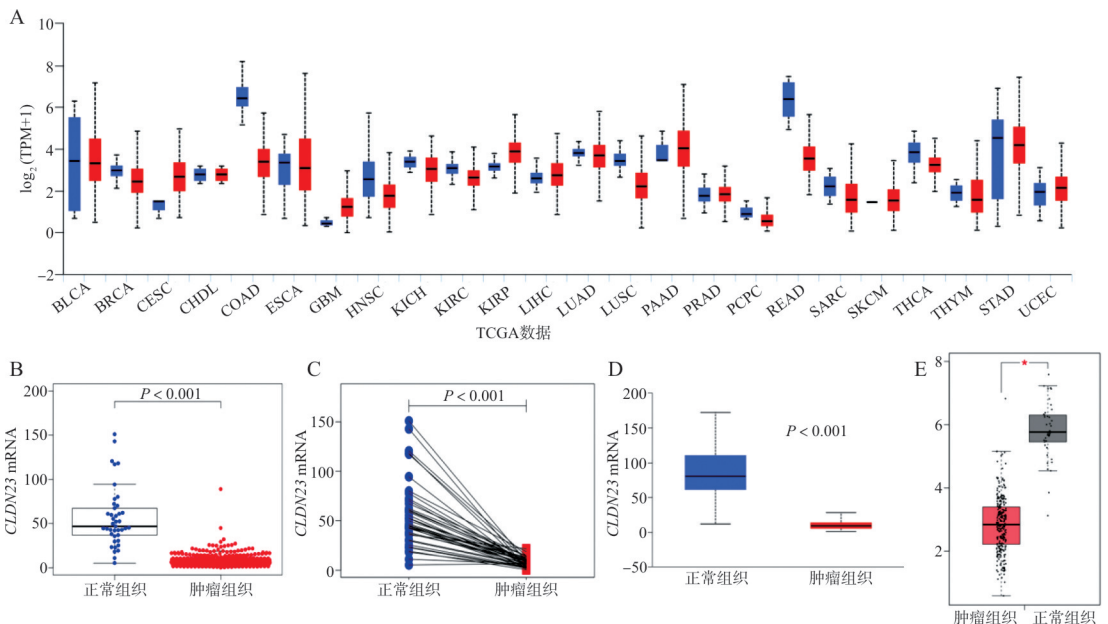 A
10
8
6
4
2
0
−2
log₂ (TPM+1)
BLCA
BRCA
CESC
CHDL
COAD
ESCA
GBM
HNSC
KICH
KIRC
KIRP
LIHC
LUAD
LUSC
PAAD
PRAD
PCPC
READ
SARC
SKCM
THCA
THYM
STAD
UCEC
TCGA数据
B
200
150
100
50
0
CLDN23 mRNA
P < 0.001
正常组织
肿瘤组织
C
150
100
50
0
CLDN23 mRNA
P < 0.001
正常组织
肿瘤组织
D
200
150
100
50
0
−50
CLDN23 mRNA
P < 0.001
正常组织
肿瘤组织
E
8
6
4
2
*
肿瘤组织
正常组织